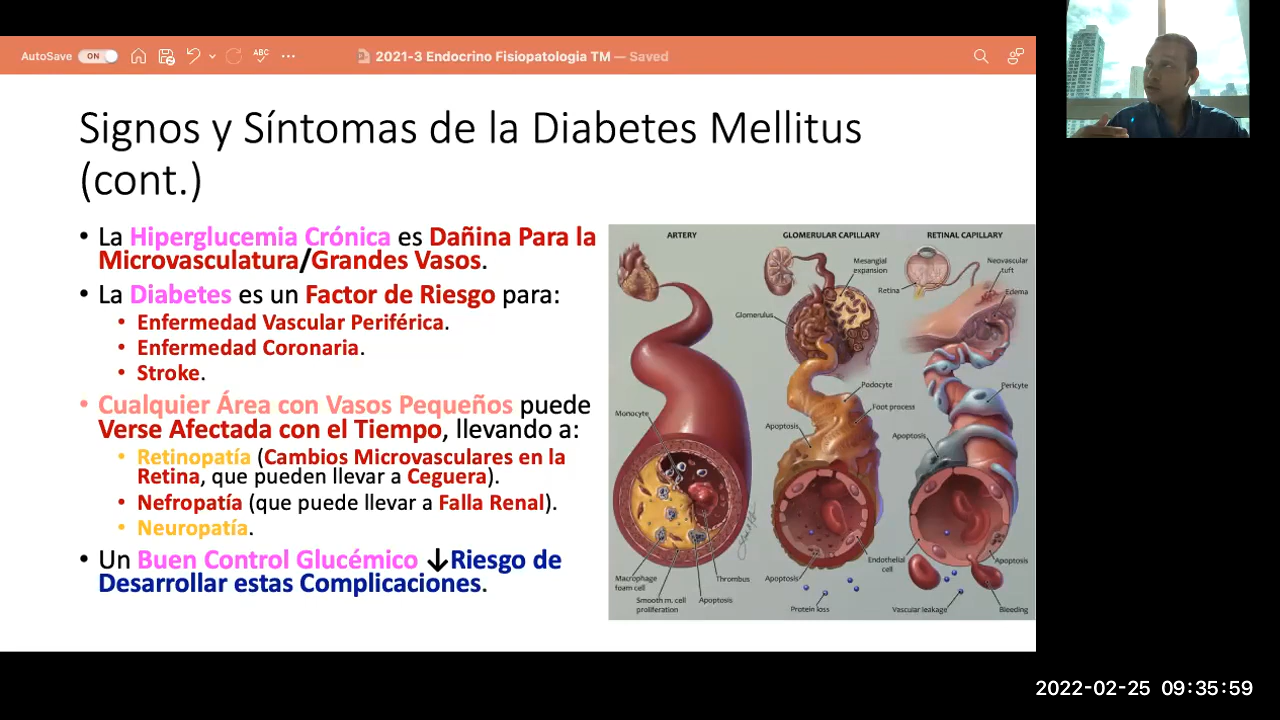 AutoSave ON ABC ••• 2021-3 Endocrino Fisiopatologia TM — Saved
Signos y Síntomas de la Diabetes Mellitus
(cont.)
• La Hiperglucemia Crónica es Dañina Para la
Microvasculatura/Grandes Vasos.
• La Diabetes es un Factor de Riesgo para:
• Enfermedad Vascular Periférica.
• Enfermedad Coronaria.
• Stroke.
• Cualquier Área con Vasos Pequeños puede
Verse Afectada con el Tiempo, llevando a:
• Retinopatía (Cambios Microvasculares en la
Retina, que pueden llevar a Ceguera).
• Nefropatía (que puede llevar a Falla Renal).
• Neuropatía.
• Un Buen Control Glucémico ↓Riesgo de
Desarrollar estas Complicaciones.
ARTERY
Monocyte
Macrophage
foam cell
Smooth m. cell
proliferation
Apoptosis
Thrombus
GLOMERULAR CAPILLARY
Mesangial
expansion
Glomerulus
Podocyte
Foot process
Apoptosis
Endothelial
cell
Apoptosis
Protein loss
RETINAL CAPILLARY
Neovascular
tuft
Retina
Edema
Pericyte
Apoptosis
Apoptosis
Vascular leakage
Bleeding
2022-02-25 09:35:59